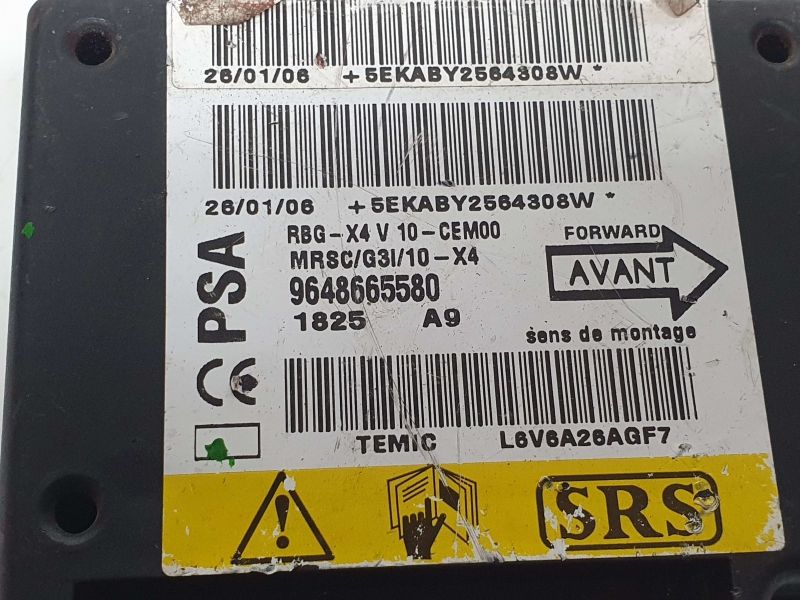 26/01/06 +5EKABY2564308W*
26/01/06 +5EKABY2564308W*
PSA
RBG-X4 V 10-CEM00
MRSC/G3I/10-X4
9648665580
1825 A9
FORWARD
AVANT
sens de montage
TEMIC L6V6A26AGF7
SRS